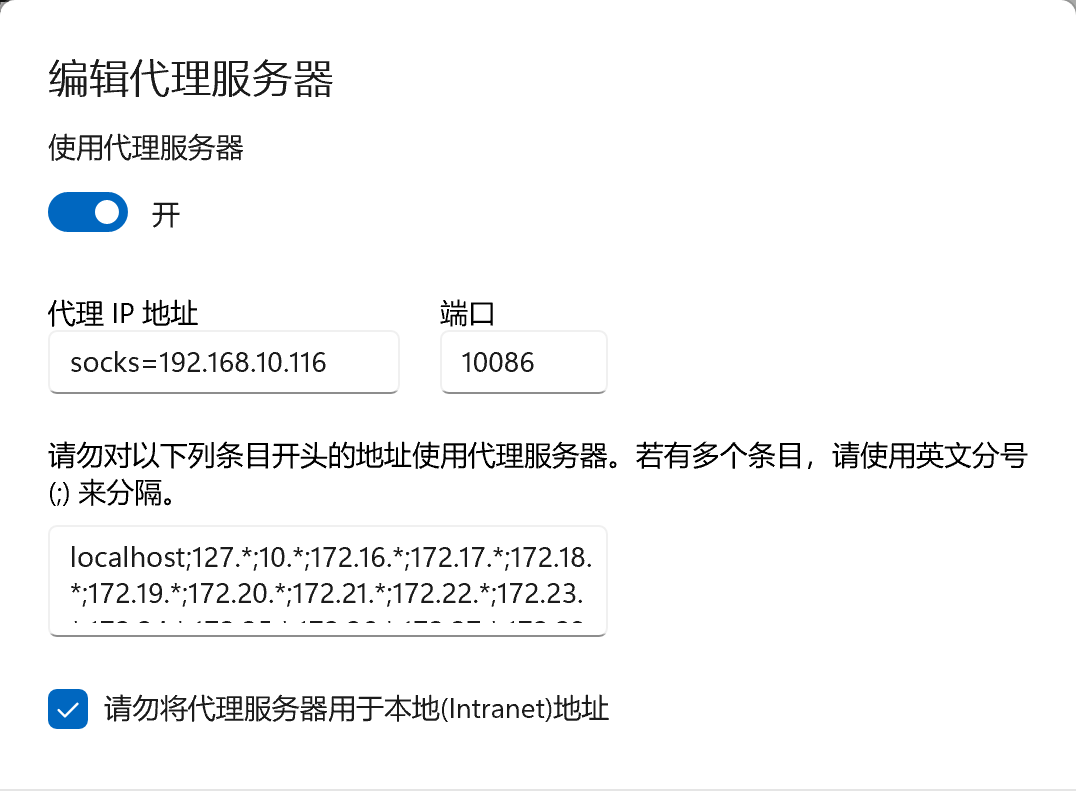 编辑代理服务器
使用代理服务器
开
代理 IP 地址
端口
socks=192.168.10.116
10086
请勿对以下列条目开头的地址使用代理服务器。若有多个条目，请使用英文分号
(;) 来分隔。
localhost;127.*;10.*;172.16.*;172.17.*;172.18.
*;172.19.*;172.20.*;172.21.*;172.22.*;172.23.
请勿将代理服务器用于本地(Intranet)地址